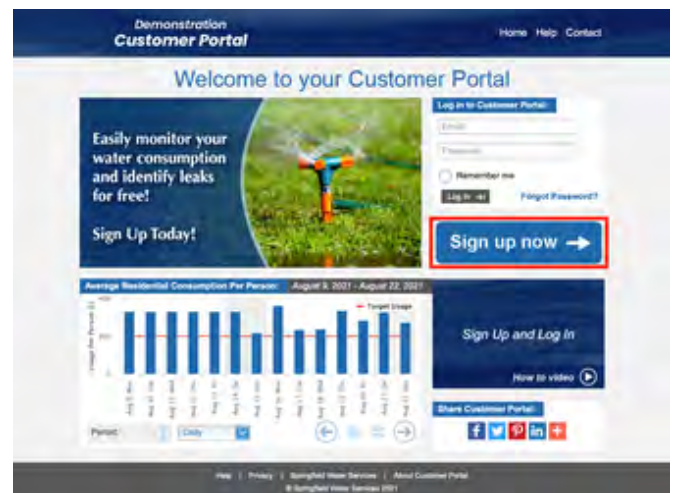 Demonstration
Customer Portal
Home Help Contact
Welcome to your Customer Portal
Easily monitor your
water consumption
and identify leaks
for free!
Sign Up Today!
Log in to Customer Portal:
Email
Password
Remember me
Log in
Forgot Password?
Sign up now
Average Residential Consumption Per Person:
August 9, 2021 - August 22, 2021
Target Usage
Sign Up and Log In
How to video
Period:
Daily
Share Customer Portal:
Help | Privacy | Springfield Water Services | About Customer Portal
© Springfield Water Services 2021